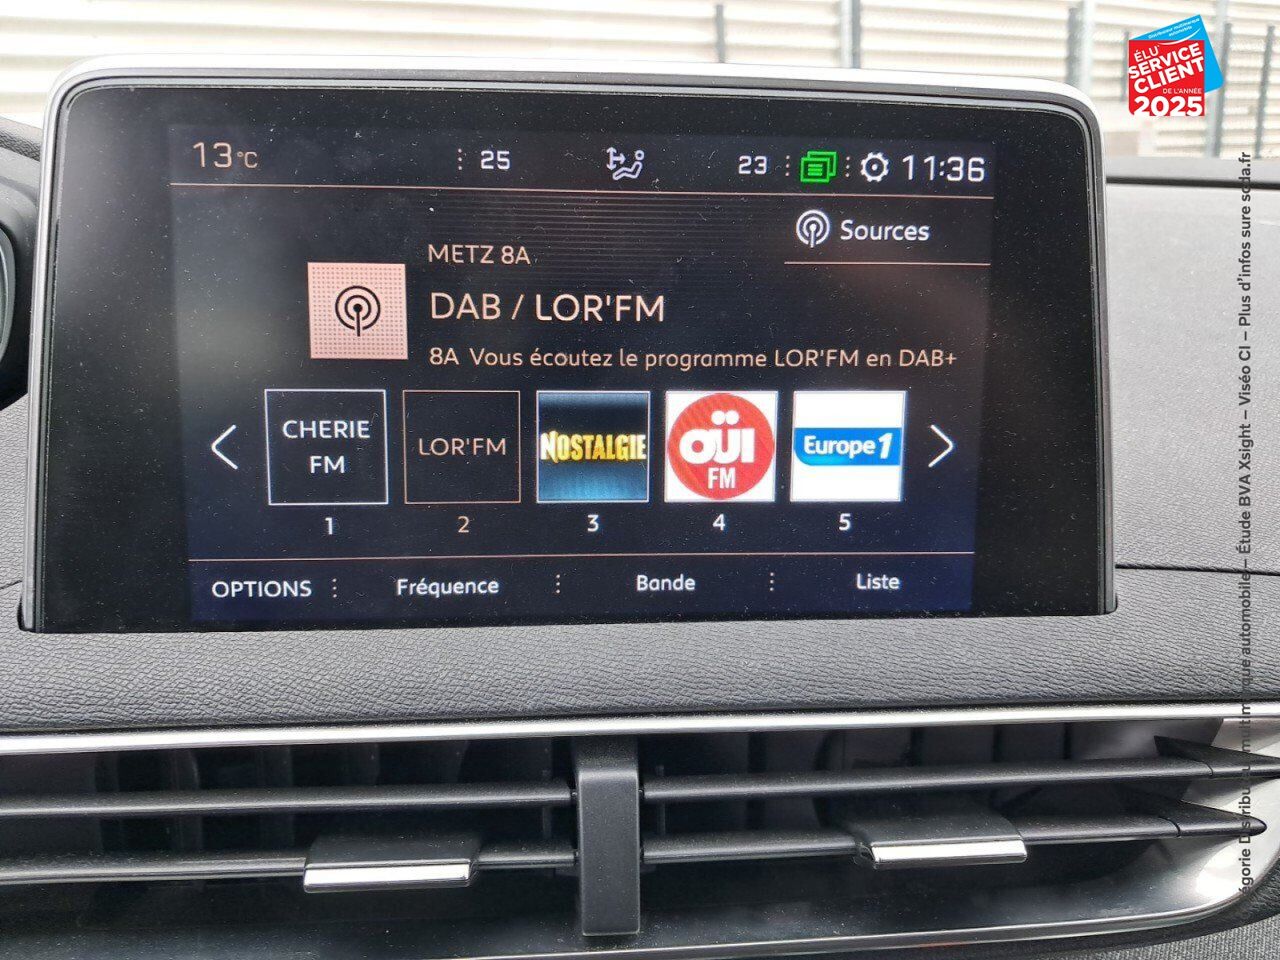 ÉLU
SERVICE
CLIENT
DE L'ANNÉE
2025
13°C
25
23
11:36
Sources
METZ 8A
DAB / LOR'FM
8A Vous écoutez le programme LOR'FM en DAB+
CHERIE
FM
LOR'FM
NOSTALGIE
OÜI
FM
Europe 1
1
2
3
4
5
OPTIONS
Fréquence
Bande
Liste
automobile – Étude BVA Xsight – Viséo CI – Plus d'infos sure scda.fr